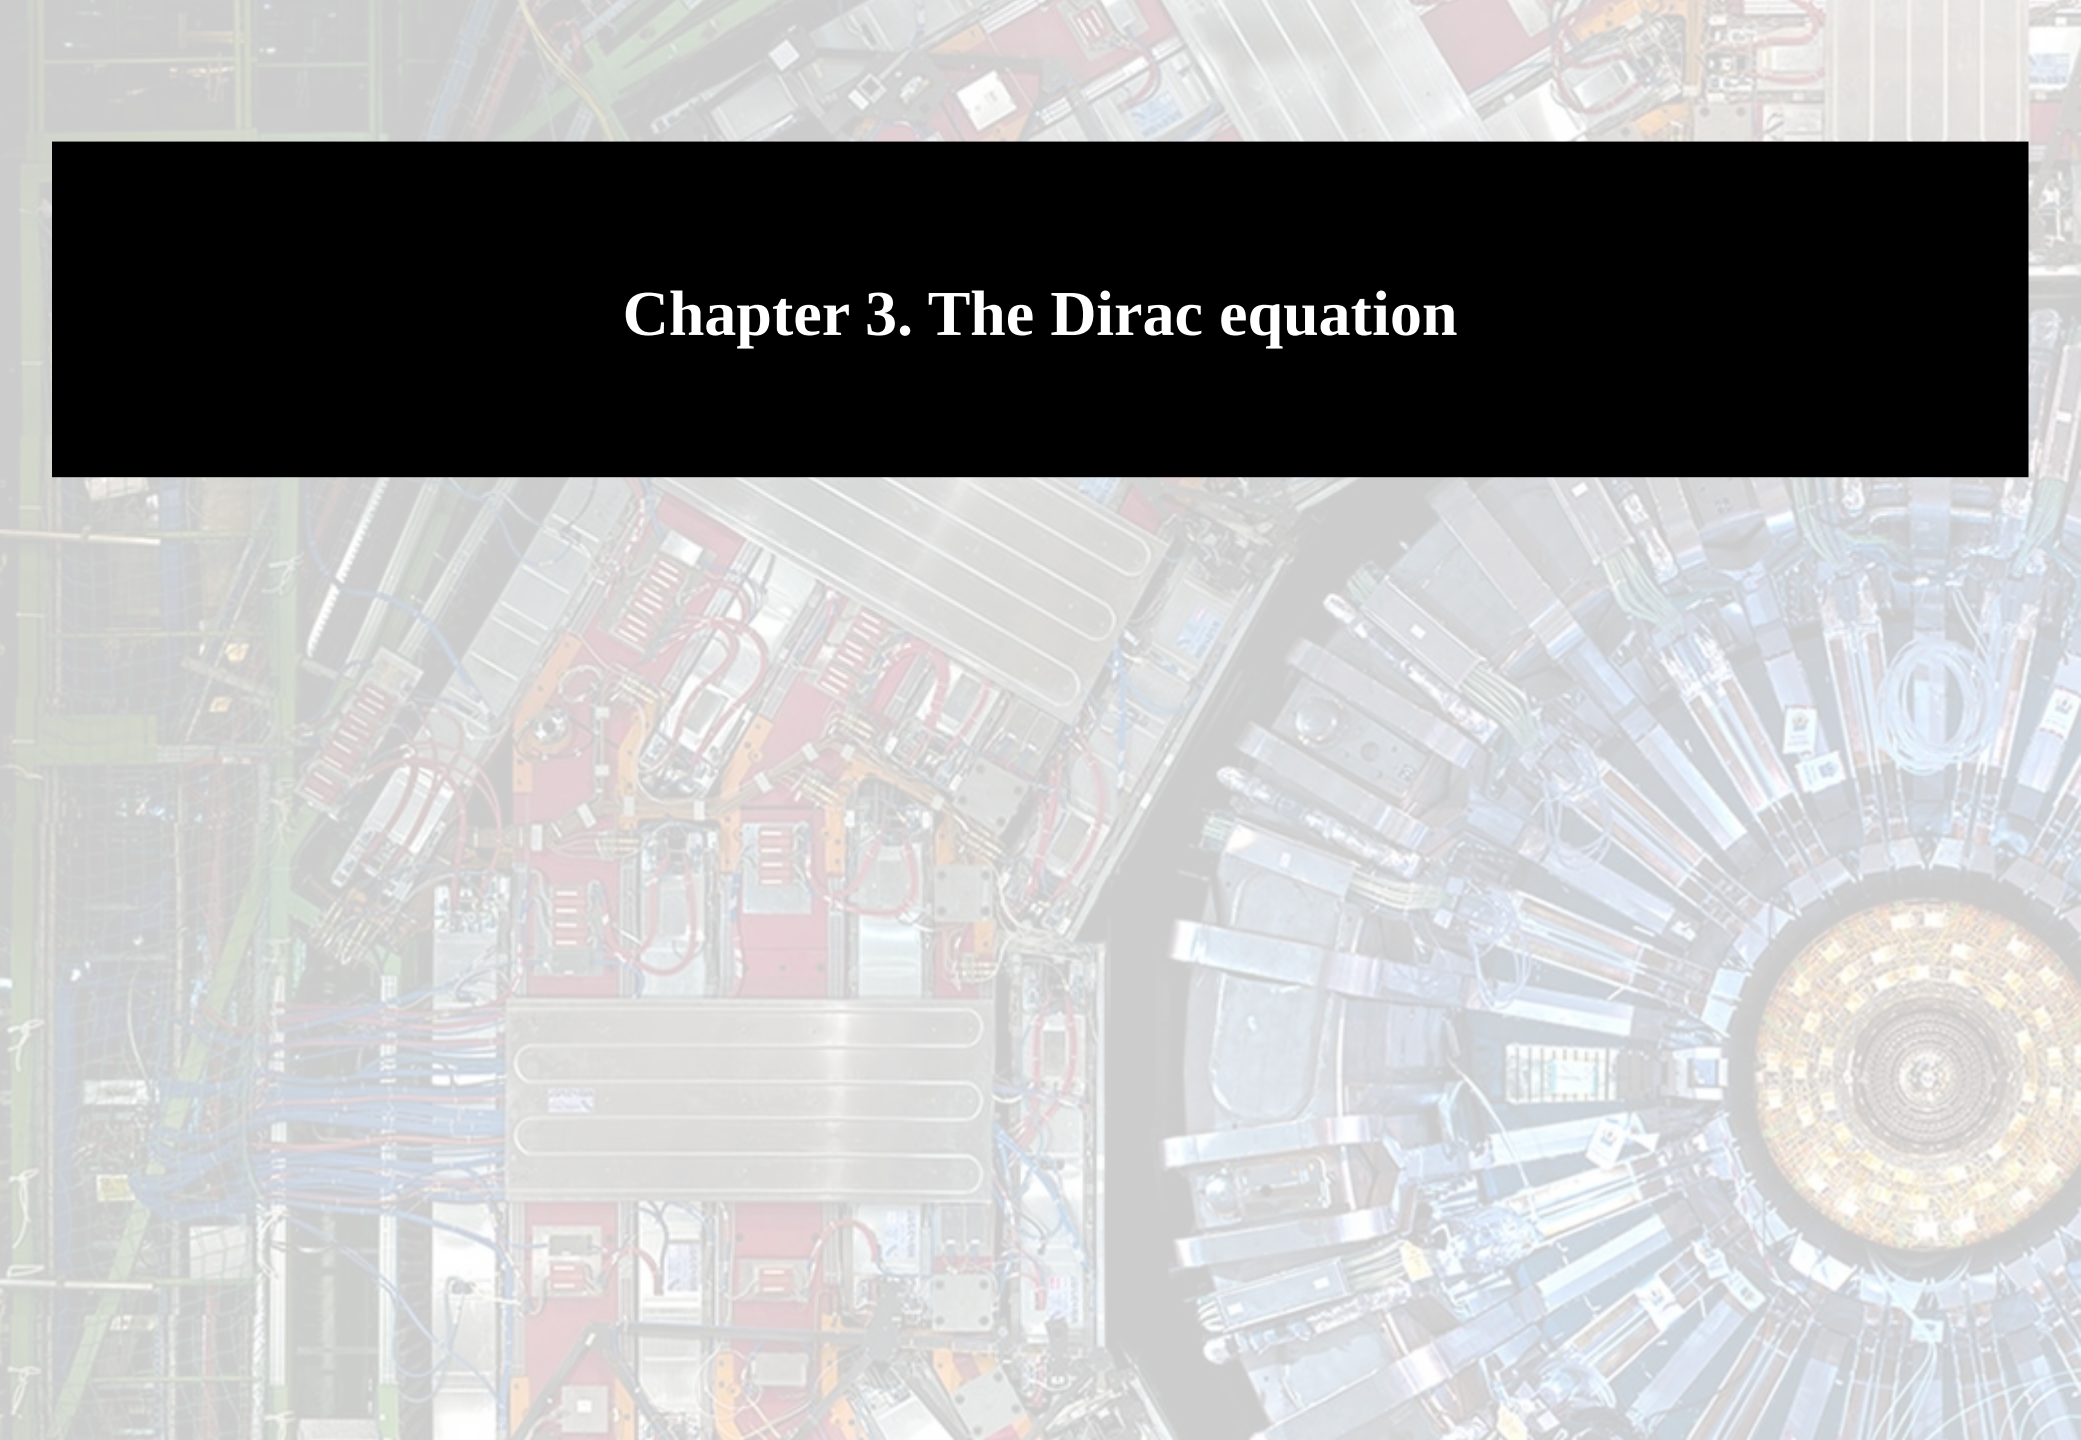 Chapter 3. The Dirac equation